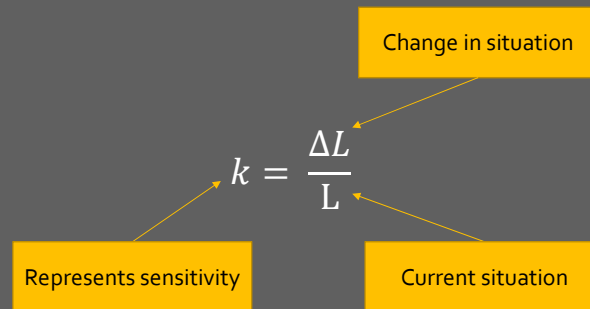 Change in situation
k = ΔL/L
Represents sensitivity
Current situation